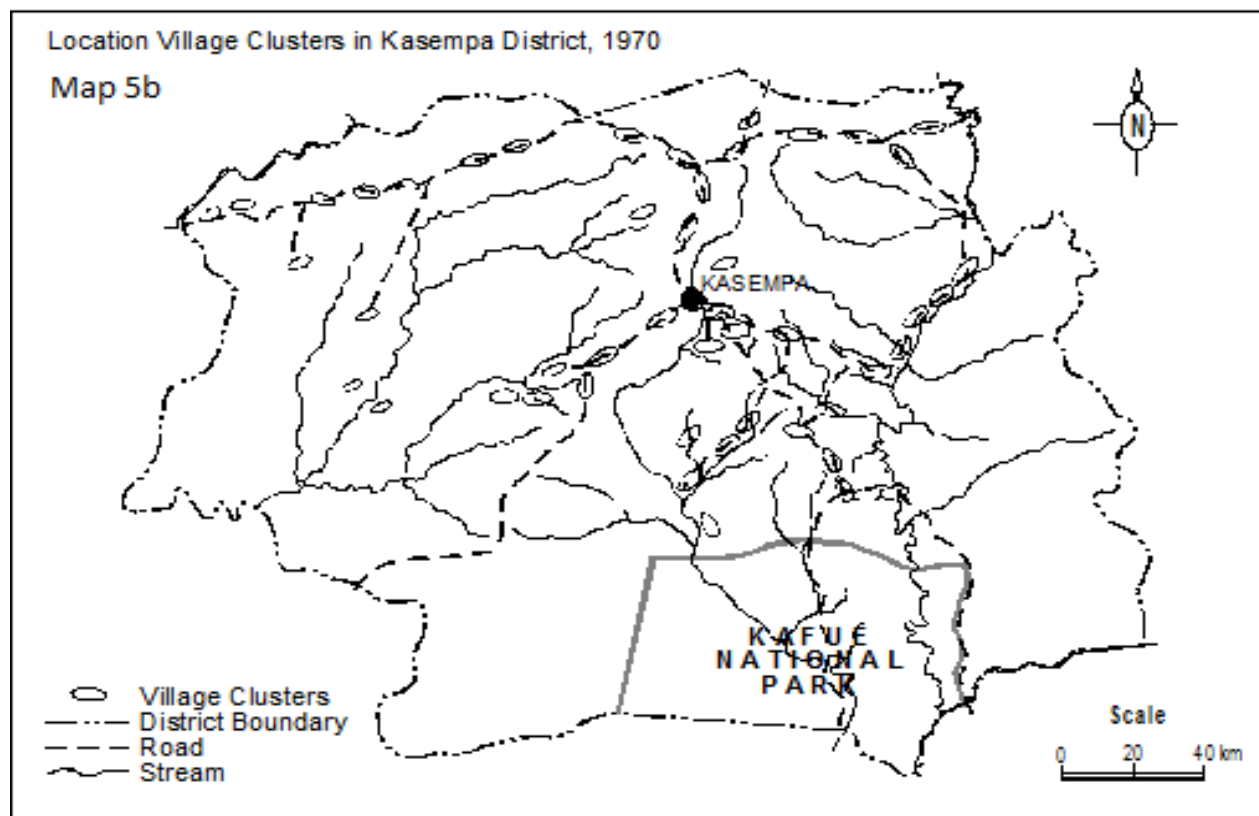 Location Village Clusters in Kasempa District, 1970
Map 5b
N
KASEMPA
KAFUE
NATIONAL
PARK
Village Clusters
District Boundary
Road
Stream
Scale
0 20 40 km